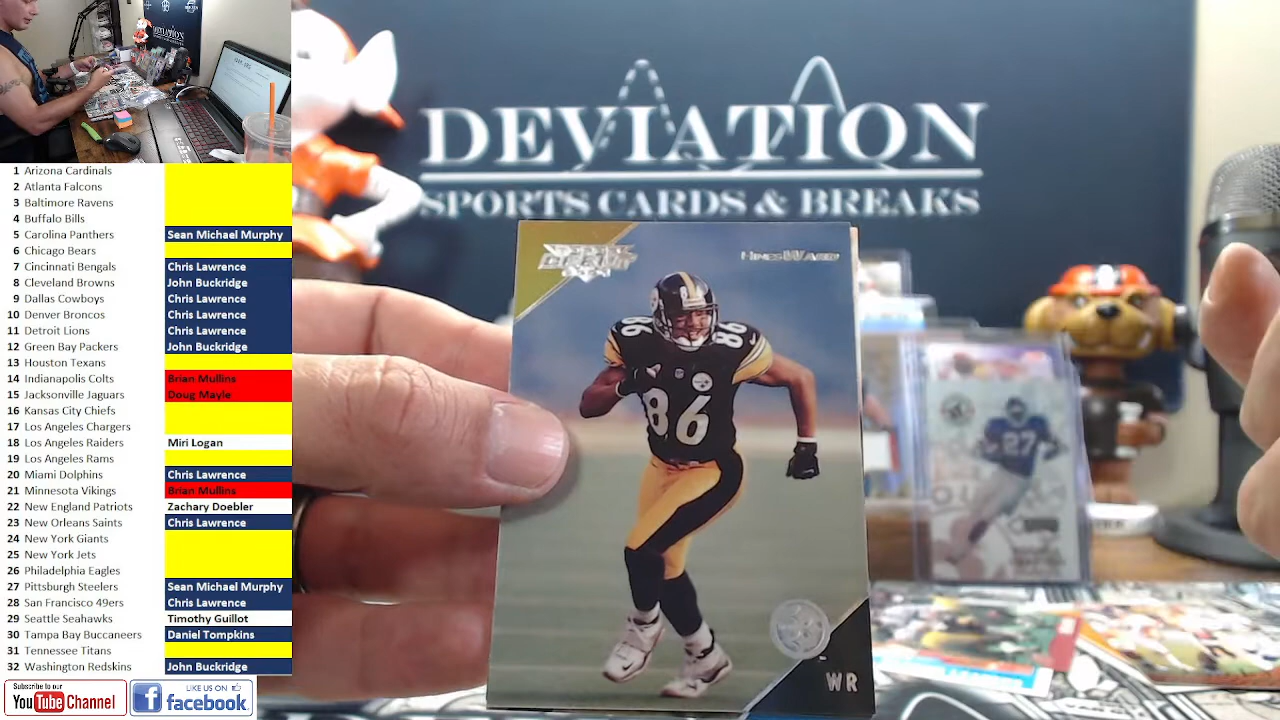 DEVIATION
SPORTS CARDS & BREAKS
1 Arizona Cardinals
2 Atlanta Falcons
3 Baltimore Ravens
4 Buffalo Bills
5 Carolina Panthers Sean Michael Murphy
6 Chicago Bears
7 Cincinnati Bengals Chris Lawrence
8 Cleveland Browns John Buckridge
9 Dallas Cowboys Chris Lawrence
10 Denver Broncos Chris Lawrence
11 Detroit Lions Chris Lawrence
12 Green Bay Packers John Buckridge
13 Houston Texans
14 Indianapolis Colts Brian Mullins
15 Jacksonville Jaguars Doug Mayle
16 Kansas City Chiefs
17 Los Angeles Chargers
18 Los Angeles Raiders Miri Logan
19 Los Angeles Rams
20 Miami Dolphins Chris Lawrence
21 Minnesota Vikings Brian Mullins
22 New England Patriots Zachary Doebler
23 New Orleans Saints Chris Lawrence
24 New York Giants
25 New York Jets
26 Philadelphia Eagles
27 Pittsburgh Steelers Sean Michael Murphy
28 San Francisco 49ers Chris Lawrence
29 Seattle Seahawks Timothy Guillot
30 Tampa Bay Buccaneers Daniel Tompkins
31 Tennessee Titans
32 Washington Redskins John Buckridge
Subscribe to our
YouTube Channel
LIKE US ON
facebook.
Hines Ward
86 86
86
WR
27